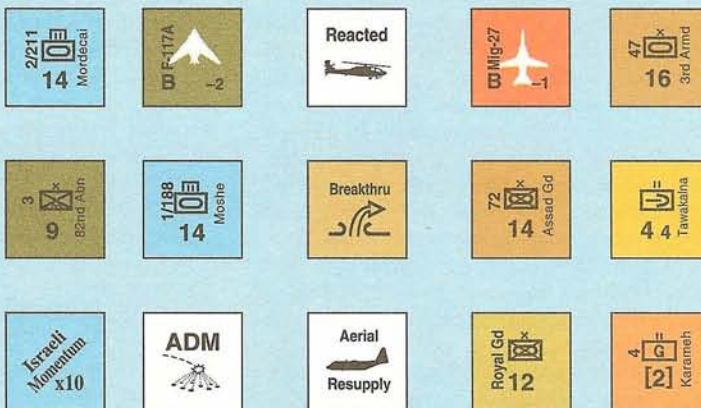 2/211
14
Mordecai
B F-117A
-2
Reacted
B Mig-27
-1
47
X
16
3rd Armd
3
X
9
82nd Abn
1/188
14
Moshe
Breakthru
72
X
14
Assad Gd
4 4
Tawakalna
Israeli
Momentum
x10
ADM
Aerial
Resupply
Royal Gd
X
12
4
G
[2]
Karameh